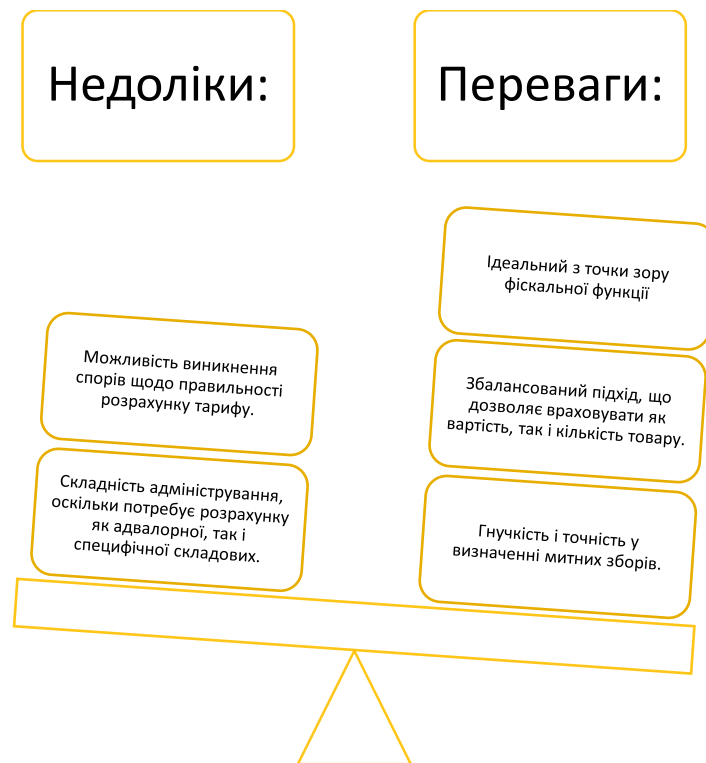 Недоліки:
Переваги:
Можливість виникнення
спорів щодо правильності
розрахунку тарифу.
Складність адміністрування,
оскільки потребує розрахунку
як адвалорної, так і
специфічної складових.
Ідеальний з точки зору
фіскальної функції
Збалансований підхід, що
дозволяє враховувати як
вартість, так і кількість товару.
Гнучкість і точність у
визначенні митних зборів.